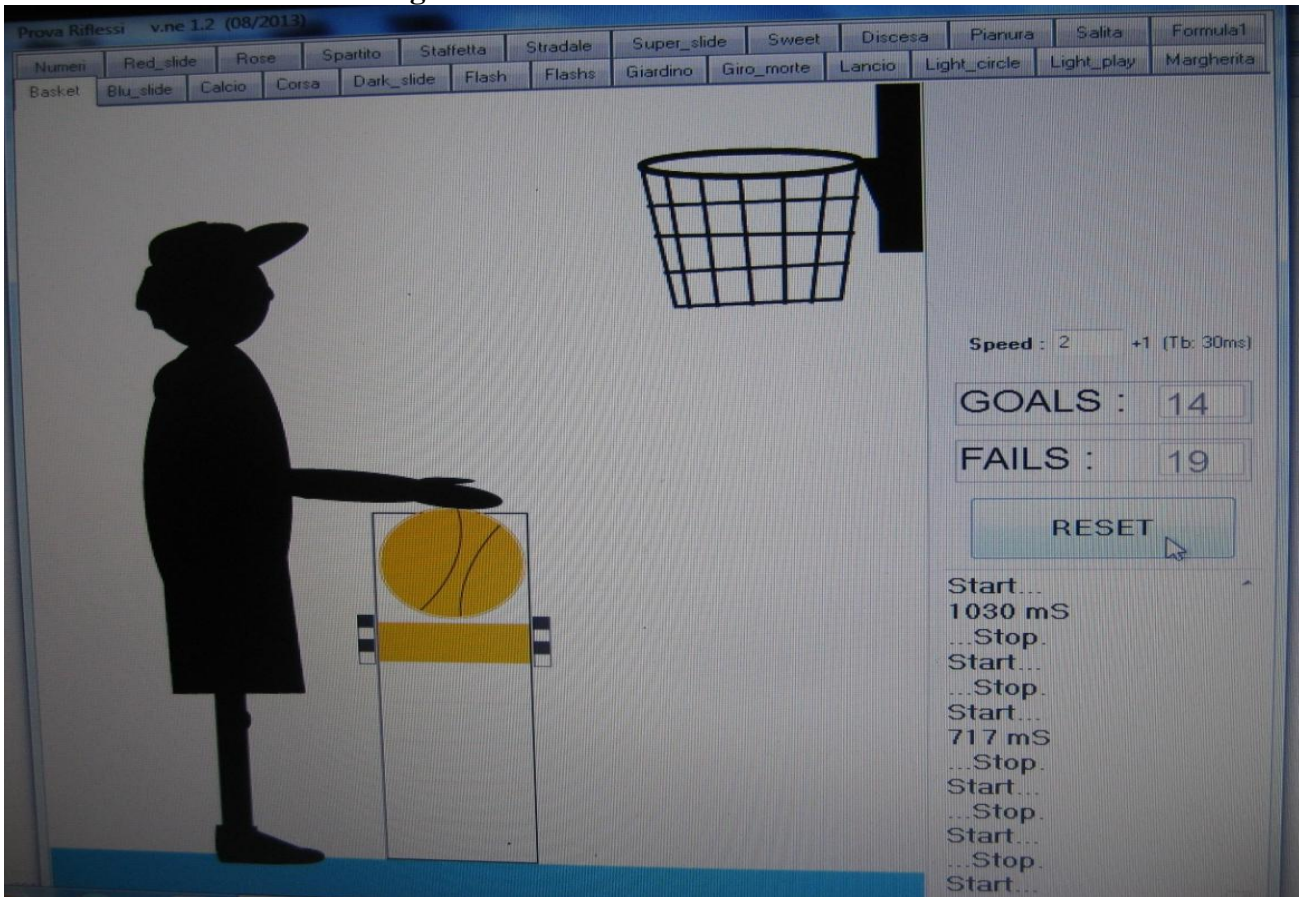 Prova Riflessi v.ne 1.2 (08/2013)
Numeri Red_slide Rose Spartito Staffetta Stradale Super_slide Sweet Discesa Pianura Salita Formula1
Basket Blu_slide Calcio Corsa Dark_slide Flash Flashs Giardino Giro_morte Lancio Light_circle Light_play Margherita
Speed : 2 +1 (Tb: 30ms)
GOALS : 14
FAILS : 19
RESET
Start...
1030 mS
...Stop.
Start...
...Stop.
Start...
717 mS
...Stop.
Start...
...Stop.
Start...
...Stop.
Start...